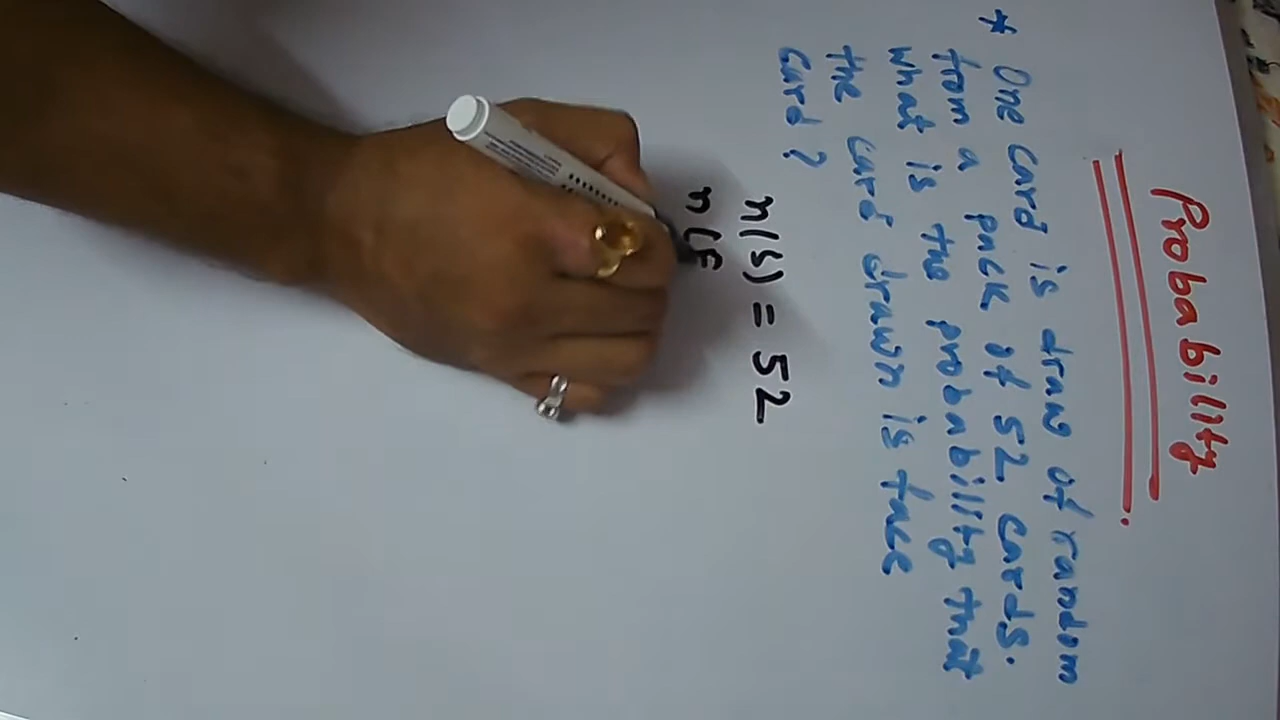 Probability
* One card is draw of random
from a pack of 52 cards.
what is the probability that
the card drawn is face
card ?
n(s) = 52
n(F